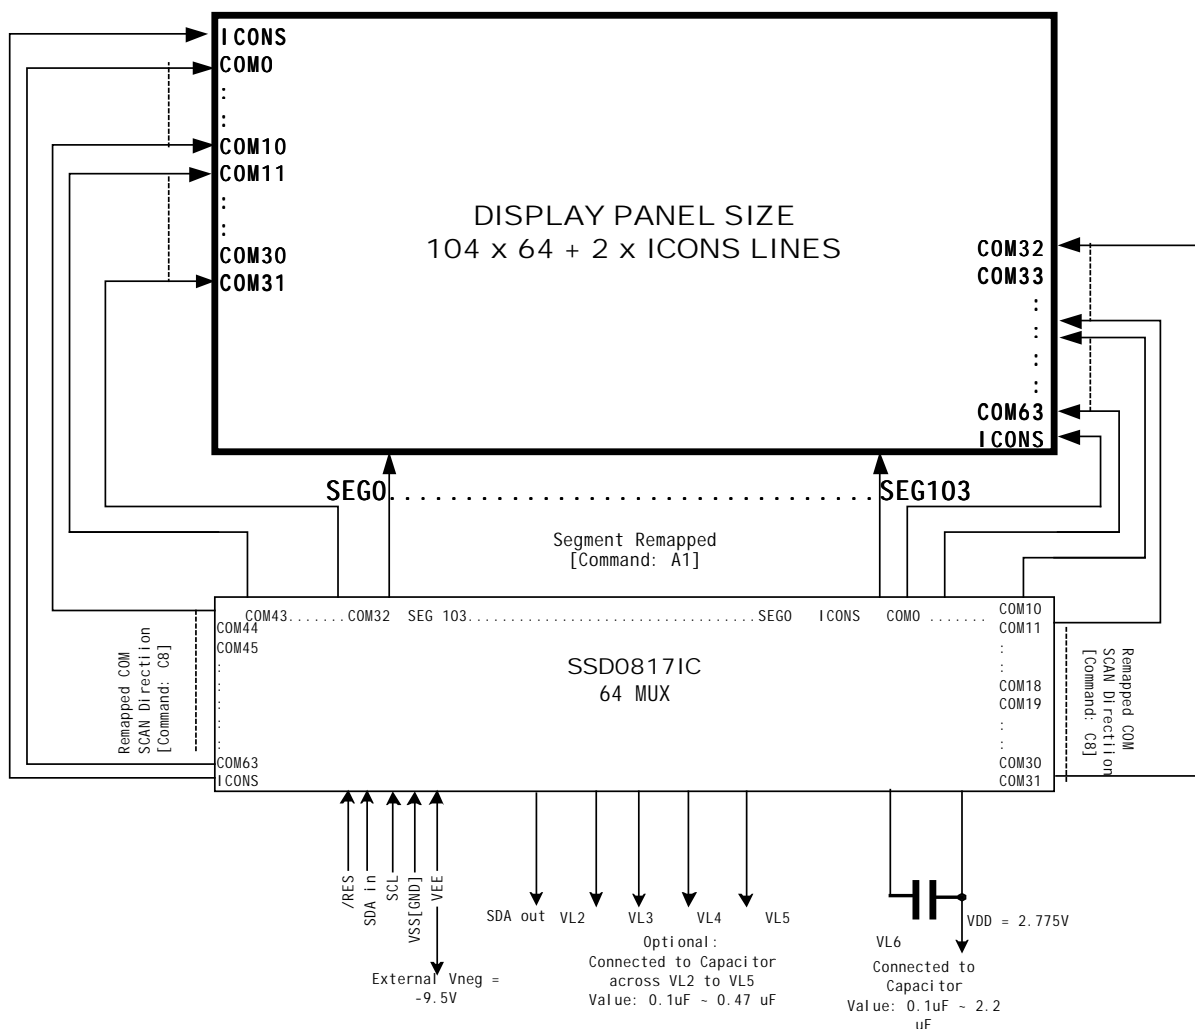 ICONS
COM0
:
:
COM10
COM11
:
:
COM30
COM31
DISPLAY PANEL SIZE
104 x 64 + 2 x ICONS LINES
COM32
COM33
:
:
:
:
COM63
ICONS
SEG0..................................SEG103
Segment Remapped
[Command: A1]
Remapped COM
SCAN Directiion
[Command: C8]
COM43.......COM32 SEG 103..................................SEG0 ICONS COM0 .......
COM10
COM44
COM11
COM45
:
:
:
:
:
:
COM18
COM19
:
:
COM63
COM30
ICONS
COM31
SSD0817IC
64 MUX
Remapped COM
SCAN Directiion
[Command: C8]
/RES
SDA in
SCL
VSS[GND]
VEE
External Vneg =
-9.5V
SDA out
VL2
VL3
VL4
VL5
Optional:
Connected to Capacitor
across VL2 to VL5
Value: 0.1uF ~ 0.47 uF
VL6
VDD = 2.775V
Connected to
Capacitor
Value: 0.1uF ~ 2.2
uF